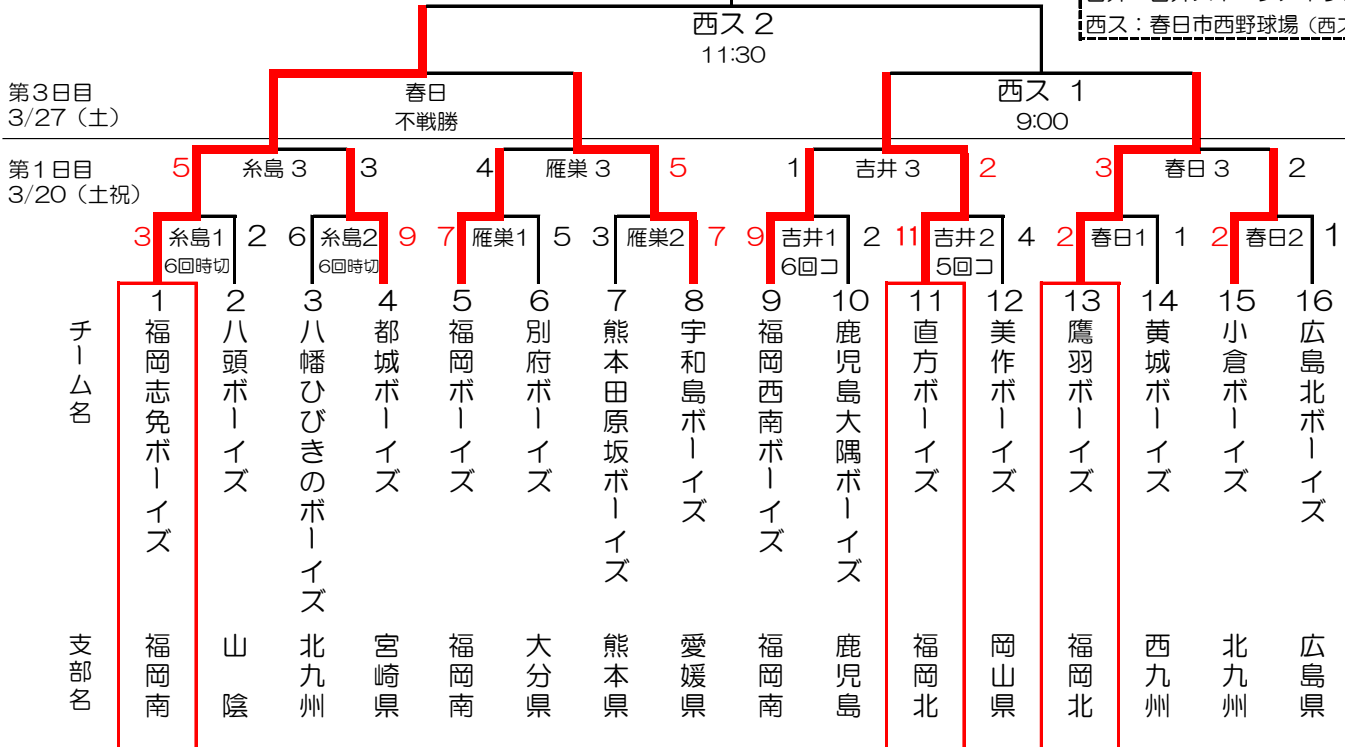 西ス:春日市西野球場(西ス
西ス 2
11:30
第3日目
3/27(土)
春日
不戦勝
西ス 1
9:00
第1日目
3/20(土祝)
5 糸島 3 3 4 雁巣 3 5 1 吉井 3 2 3 春日 3 2
3 糸島1 2 6 糸島2 9 7 雁巣1 5 3 雁巣2 7 9 吉井1 2 11 吉井2 4 2 春日1 1 2 春日2 1
6回時切 6回時切 6回コ 5回コ
1 2 3 4 5 6 7 8 9 10 11 12 13 14 15 16
チーム名
福岡志免ボーイズ
八頭ボーイズ
八幡ひびきのボーイズ
都城ボーイズ
福岡ボーイズ
別府ボーイズ
熊本田原坂ボーイズ
宇和島ボーイズ
福岡西南ボーイズ
鹿児島大隅ボーイズ
直方ボーイズ
美作ボーイズ
鷹羽ボーイズ
黄城ボーイズ
小倉ボーイズ
広島北ボーイズ
支部名
福岡南
山陰
北九州
宮崎県
福岡南
大分県
熊本県
愛媛県
福岡南
鹿児島
福岡北
岡山県
福岡北
西九州
北九州
広島県